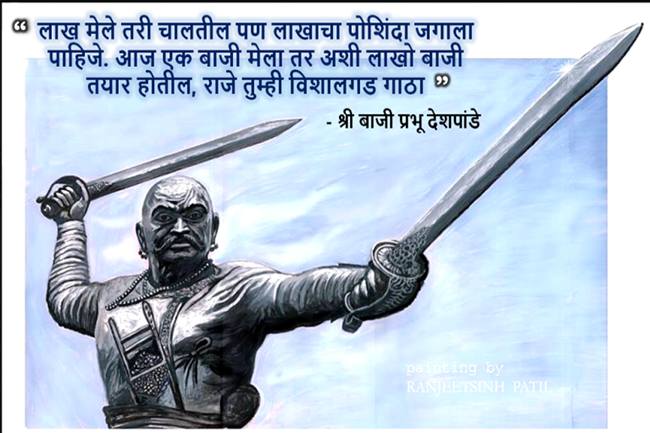 “ लाख मेले तरी चालतील पण लाखाचा पोशिंदा जगाला
पाहिजे. आज एक बाजी मेला तर अशी लाखो बाजी
तयार होतील, राजे तुम्ही विशालगड गाठा ”
- श्री बाजी प्रभू देशपांडे
painting by
RANJEETSINH PATIL